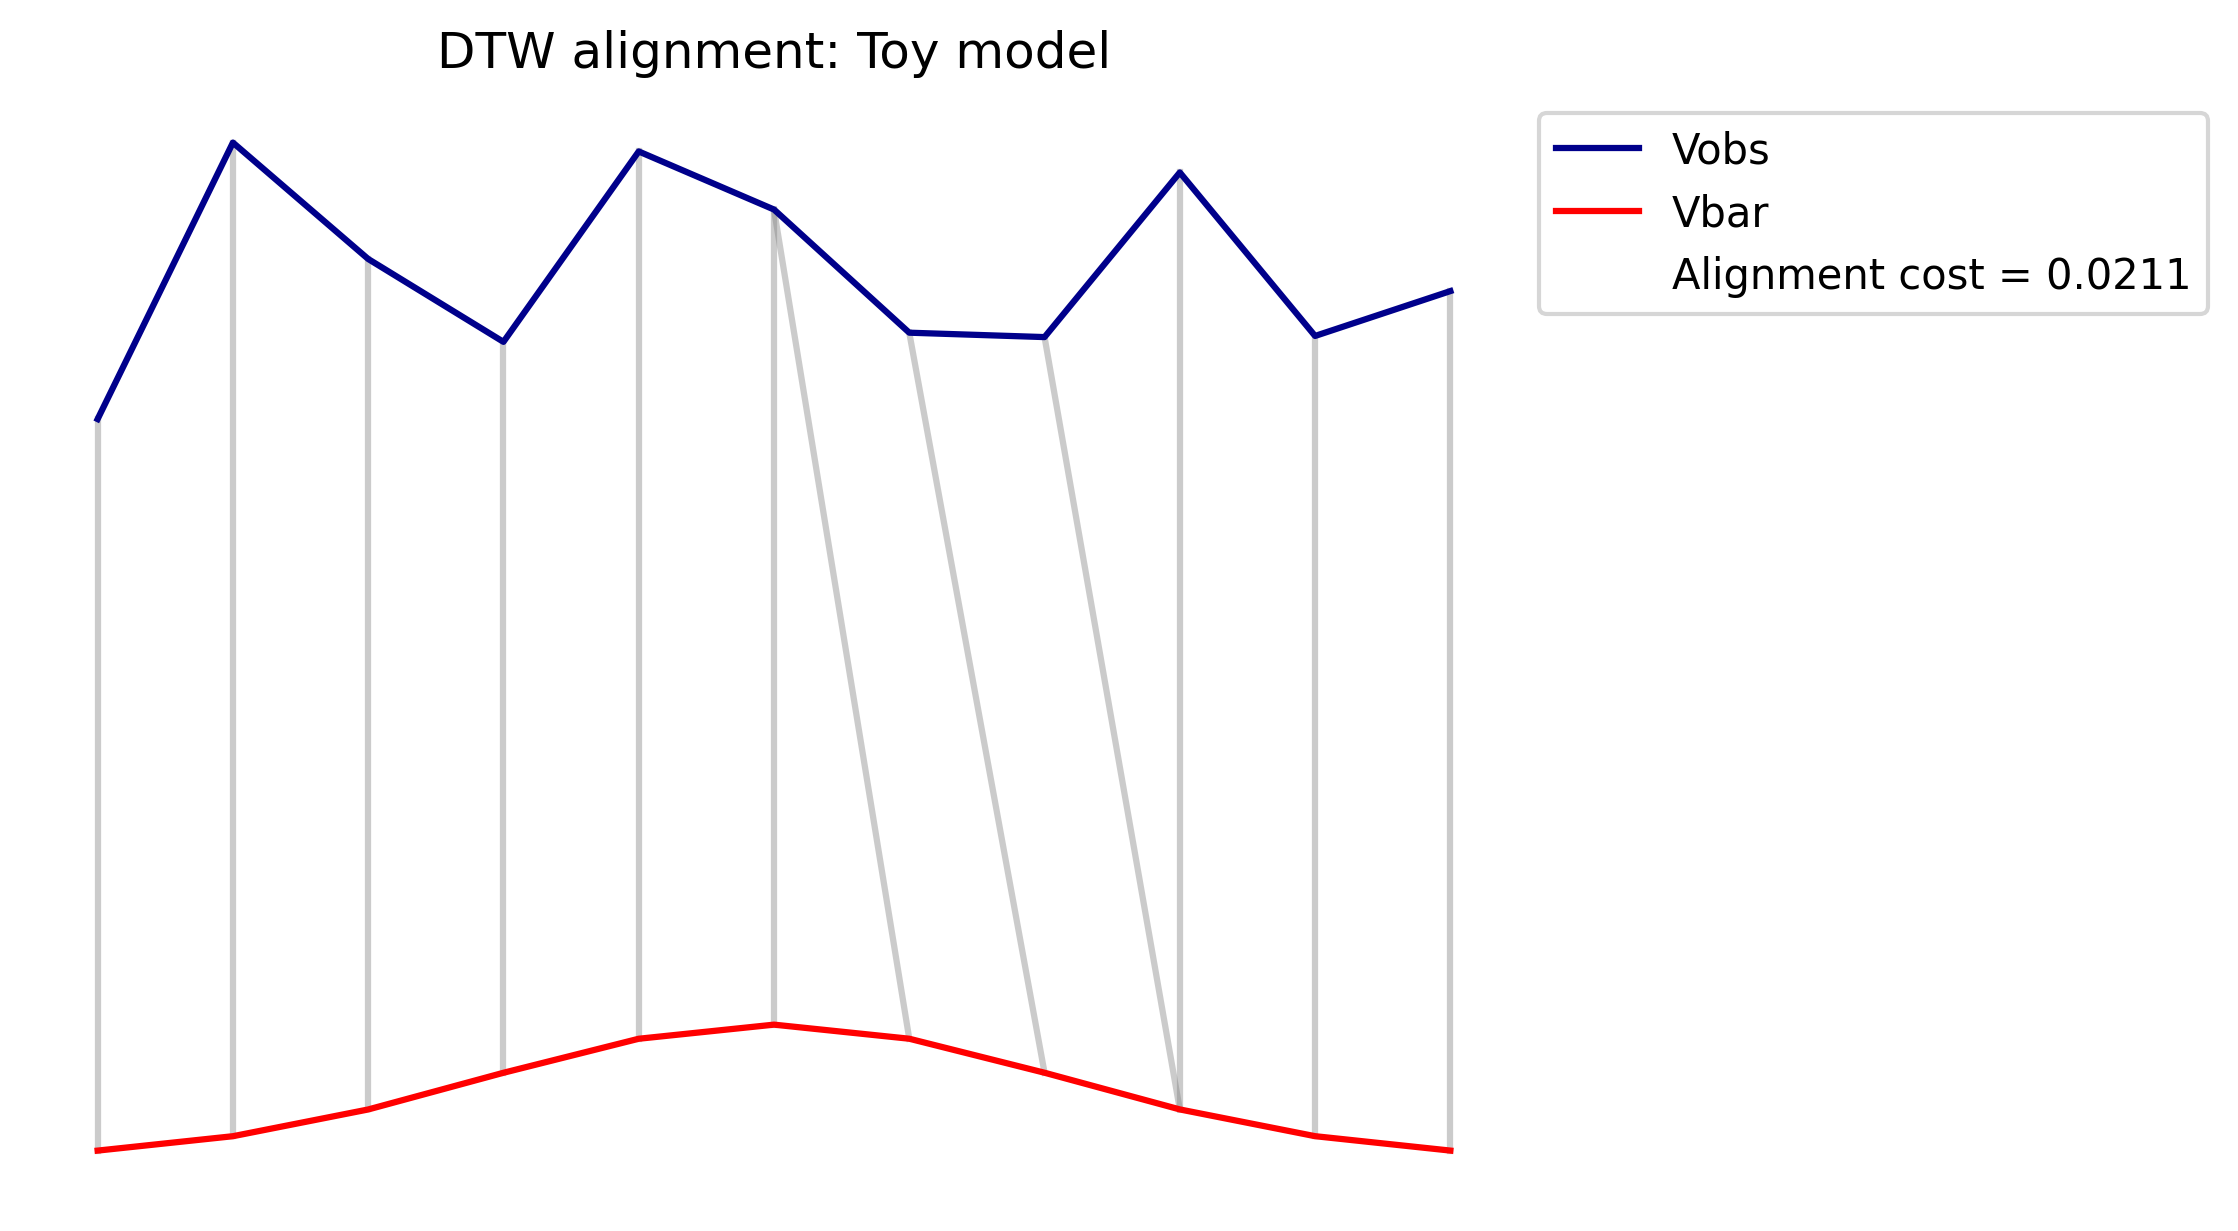 DTW alignment: Toy model
Vobs
Vbar
Alignment cost = 0.0211